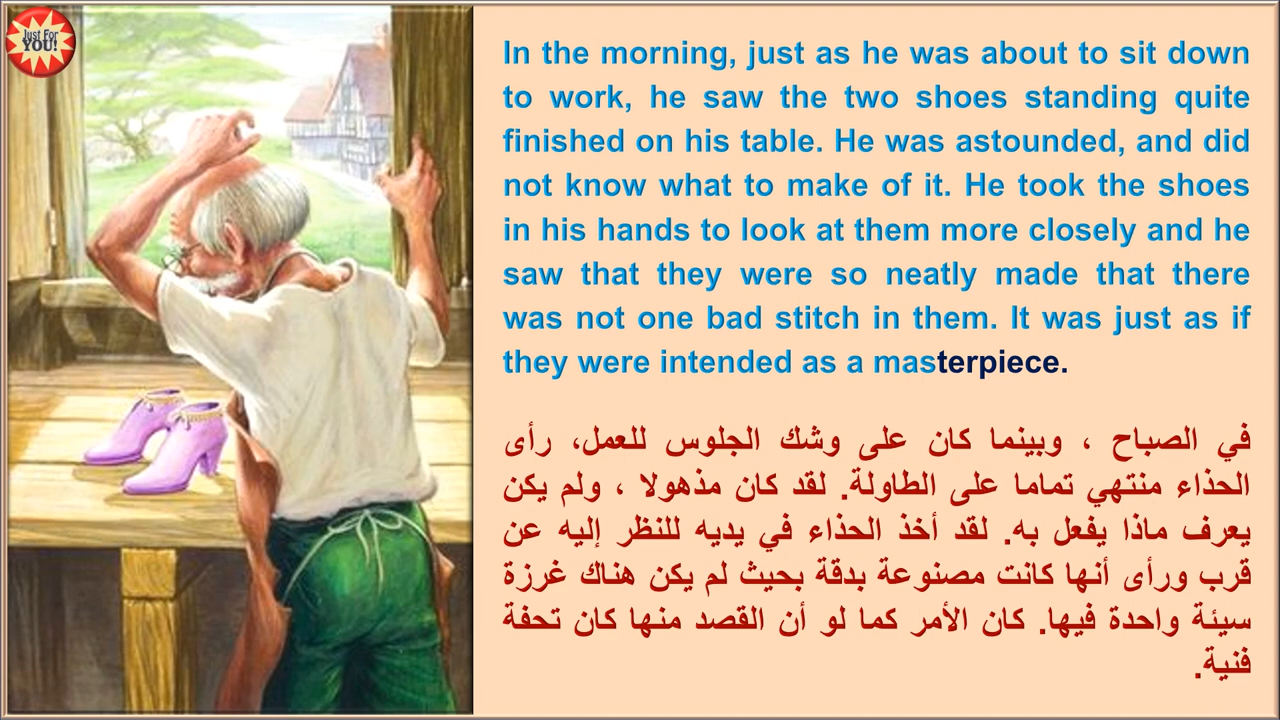 Just For
YOU!
In the morning, just as he was about to sit down
to work, he saw the two shoes standing quite
finished on his table. He was astounded, and did
not know what to make of it. He took the shoes
in his hands to look at them more closely and he
saw that they were so neatly made that there
was not one bad stitch in them. It was just as if
they were intended as a masterpiece.
في الصباح ، وبينما كان على وشك الجلوس للعمل، رأى
الحذاء منتهي تماما على الطاولة. لقد كان مذهولا ، ولم يكن
يعرف ماذا يفعل به. لقد أخذ الحذاء في يديه للنظر إليه عن
قرب ورأى أنها كانت مصنوعة بدقة بحيث لم يكن هناك غرزة
سيئة واحدة فيها. كان الأمر كما لو أن القصد منها كان تحفة
فنية.